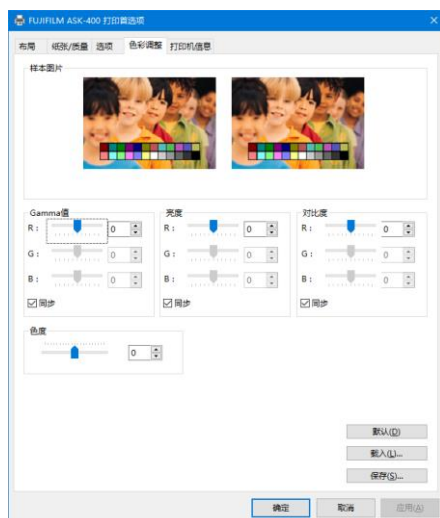 FUJIFILM ASK-400 打印首选项
布局 纸张/质量 选项 色彩调整 打印机信息
样本图片
Gamma值 亮度 对比度
R： 0 R： 0 R： 0
G： 0 G： 0 G： 0
B： 0 B： 0 B： 0
同步 同步 同步
色度
0
默认(D)
载入(L)...
保存(S)...
确定 取消 应用(A)